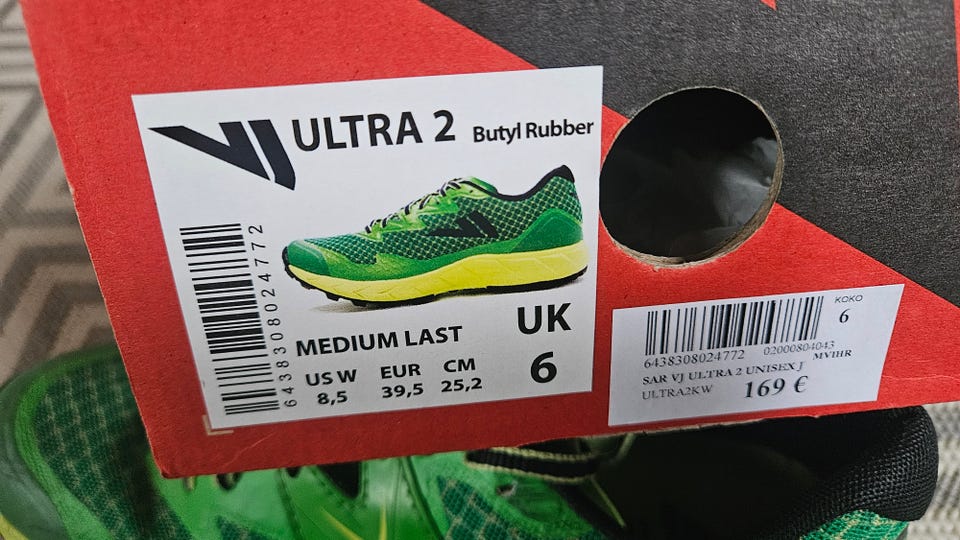 VJ ULTRA 2 Butyl Rubber
6438308024772
MEDIUM LAST
UK
US W EUR CM
8,5 39,5 25,2 6
KOKO
6
6438308024772 02000804043
MVIHR
SAR VJ ULTRA 2 UNISEX J
ULTRA2KW 169 €